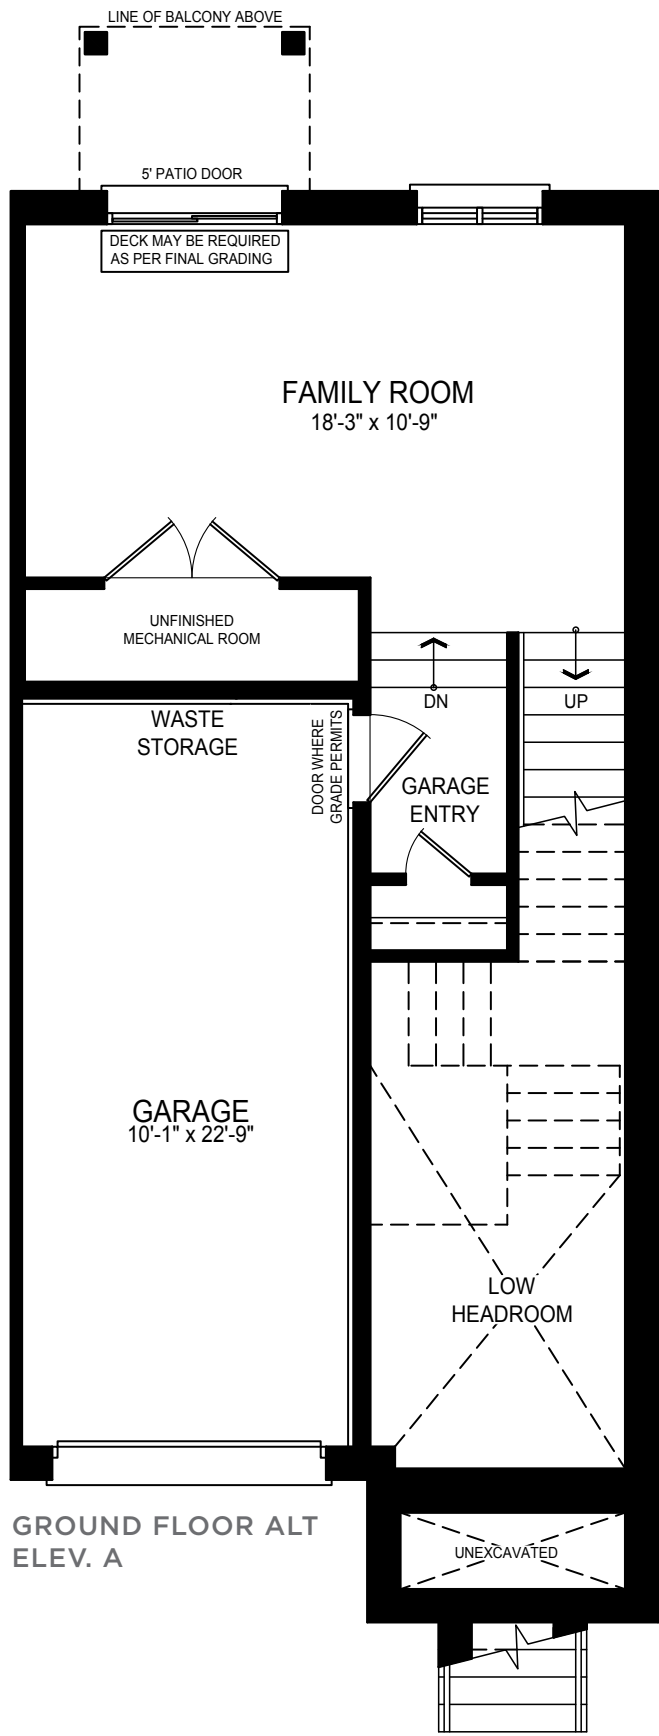 LINE OF BALCONY ABOVE
5' PATIO DOOR
DECK MAY BE REQUIRED
AS PER FINAL GRADING
FAMILY ROOM
18'-3" x 10'-9"
UNFINISHED
MECHANICAL ROOM
DN
UP
WASTE
STORAGE
DOOR WHERE
GRADE PERMITS
GARAGE
ENTRY
GARAGE
10'-1" x 22'-9"
LOW
HEADROOM
GROUND FLOOR ALT
ELEV. A
UNEXCAVATED